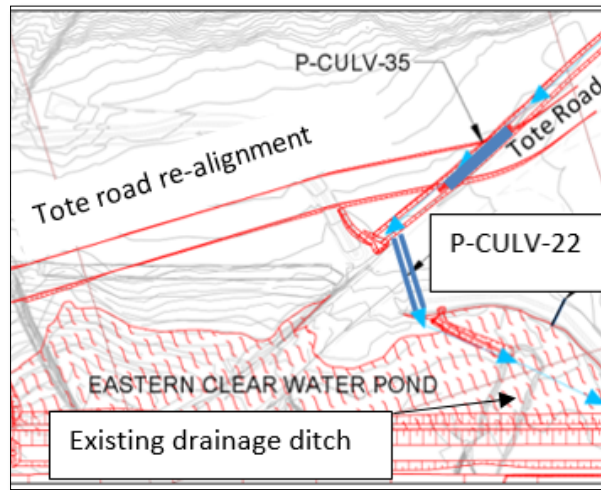 P-CULV-35
Tote Road
Tote road re-alignment
P-CULV-22
EASTERN CLEAR WATER POND
Existing drainage ditch